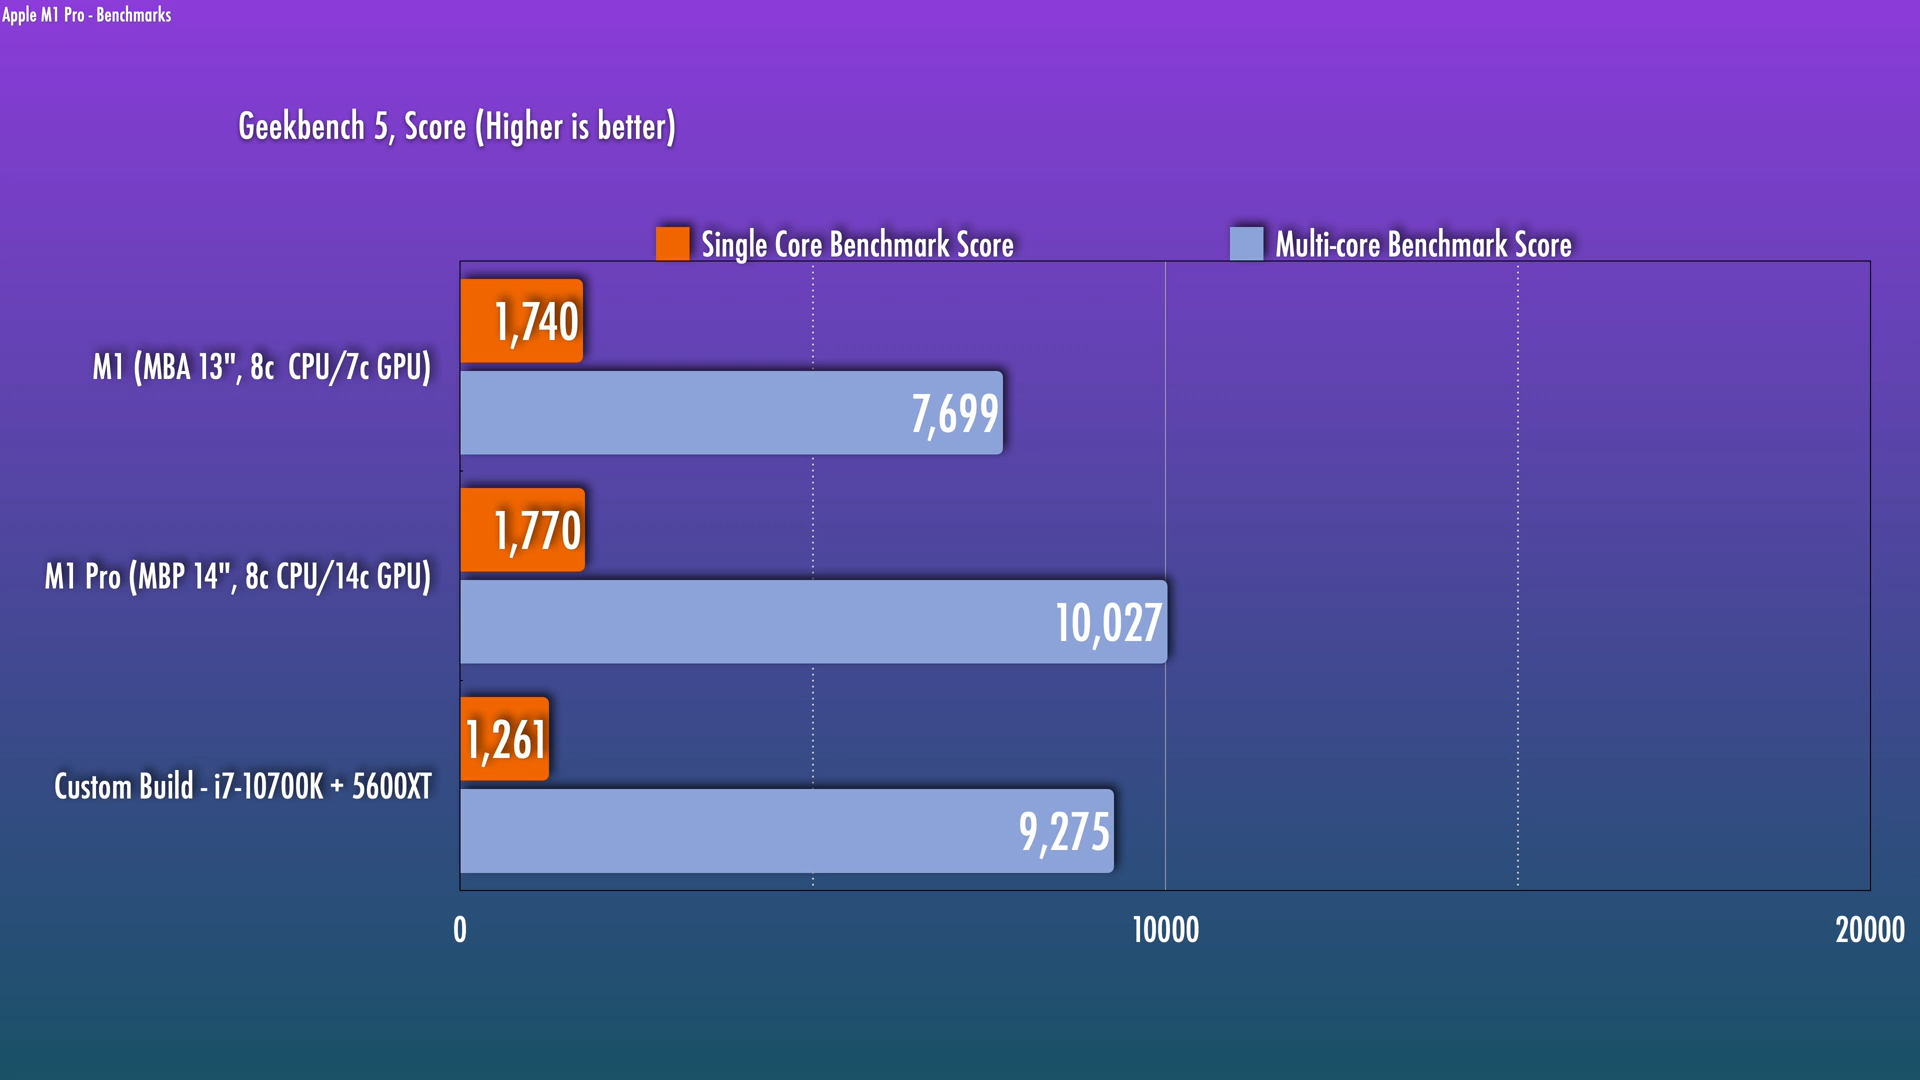 Apple M1 Pro - Benchmarks
Geekbench 5, Score (Higher is better)
Single Core Benchmark Score
Multi-core Benchmark Score
1,740
M1 (MBA 13", 8c  CPU/7c GPU)
7,699
1,770
M1 Pro (MBP 14", 8c CPU/14c GPU)
10,027
1,261
Custom Build - i7-10700K + 5600XT
9,275
0
10000
20000